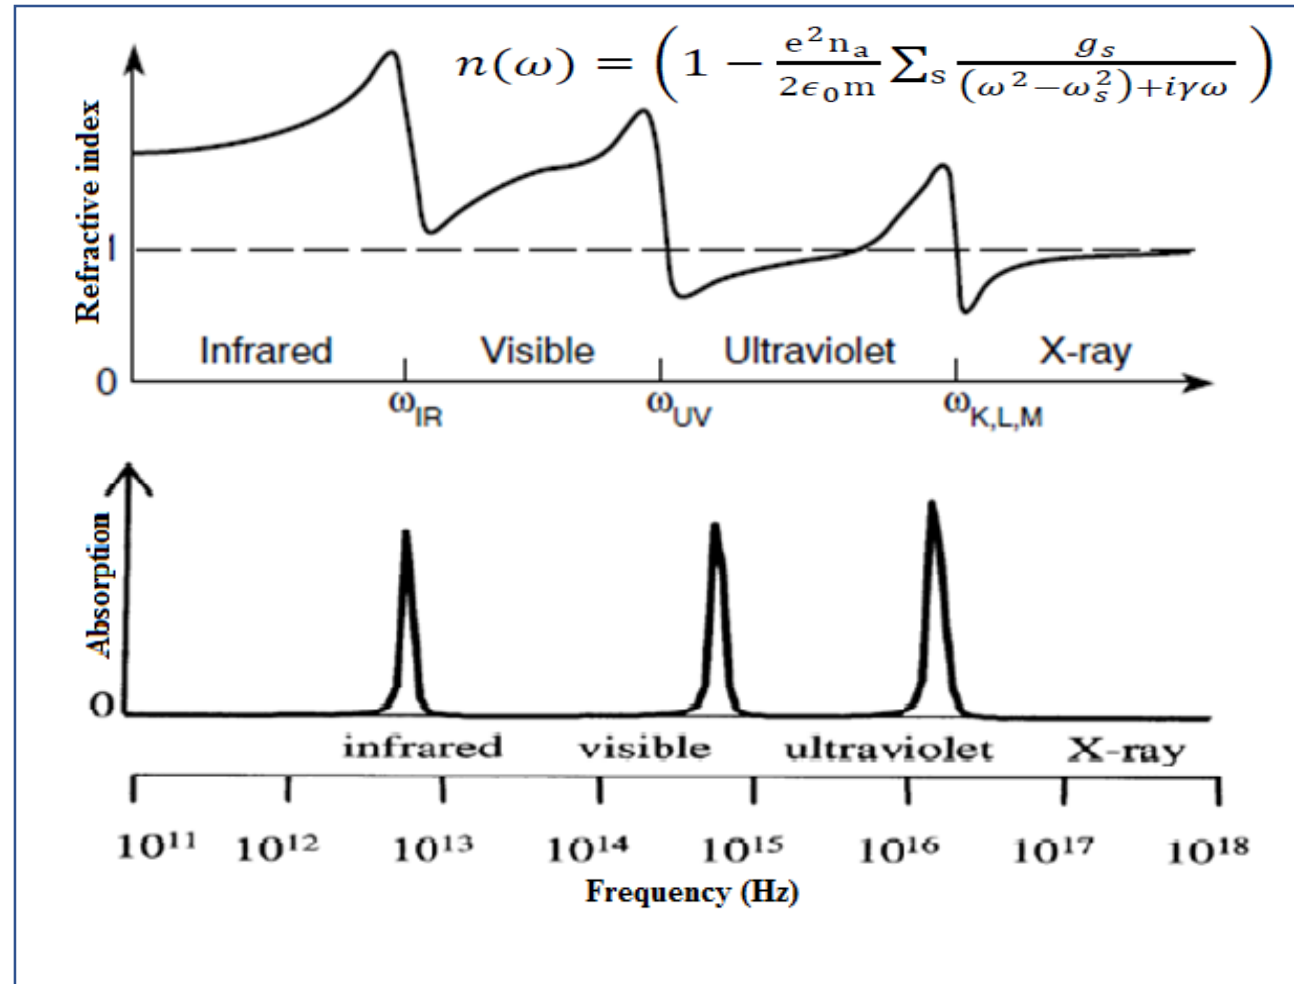 n(ω) = (1 − e²nₐ/2ϵ₀m ∑ₛ gₛ/(ω²−ωₛ²)+iγω)
Refractive index
1
Infrared Visible Ultraviolet X-ray
0
ω_IR ω_UV ω_K,L,M
Absorption
0
infrared visible ultraviolet X-ray
10¹¹ 10¹² 10¹³ 10¹⁴ 10¹⁵ 10¹⁶ 10¹⁷ 10¹⁸
Frequency (Hz)